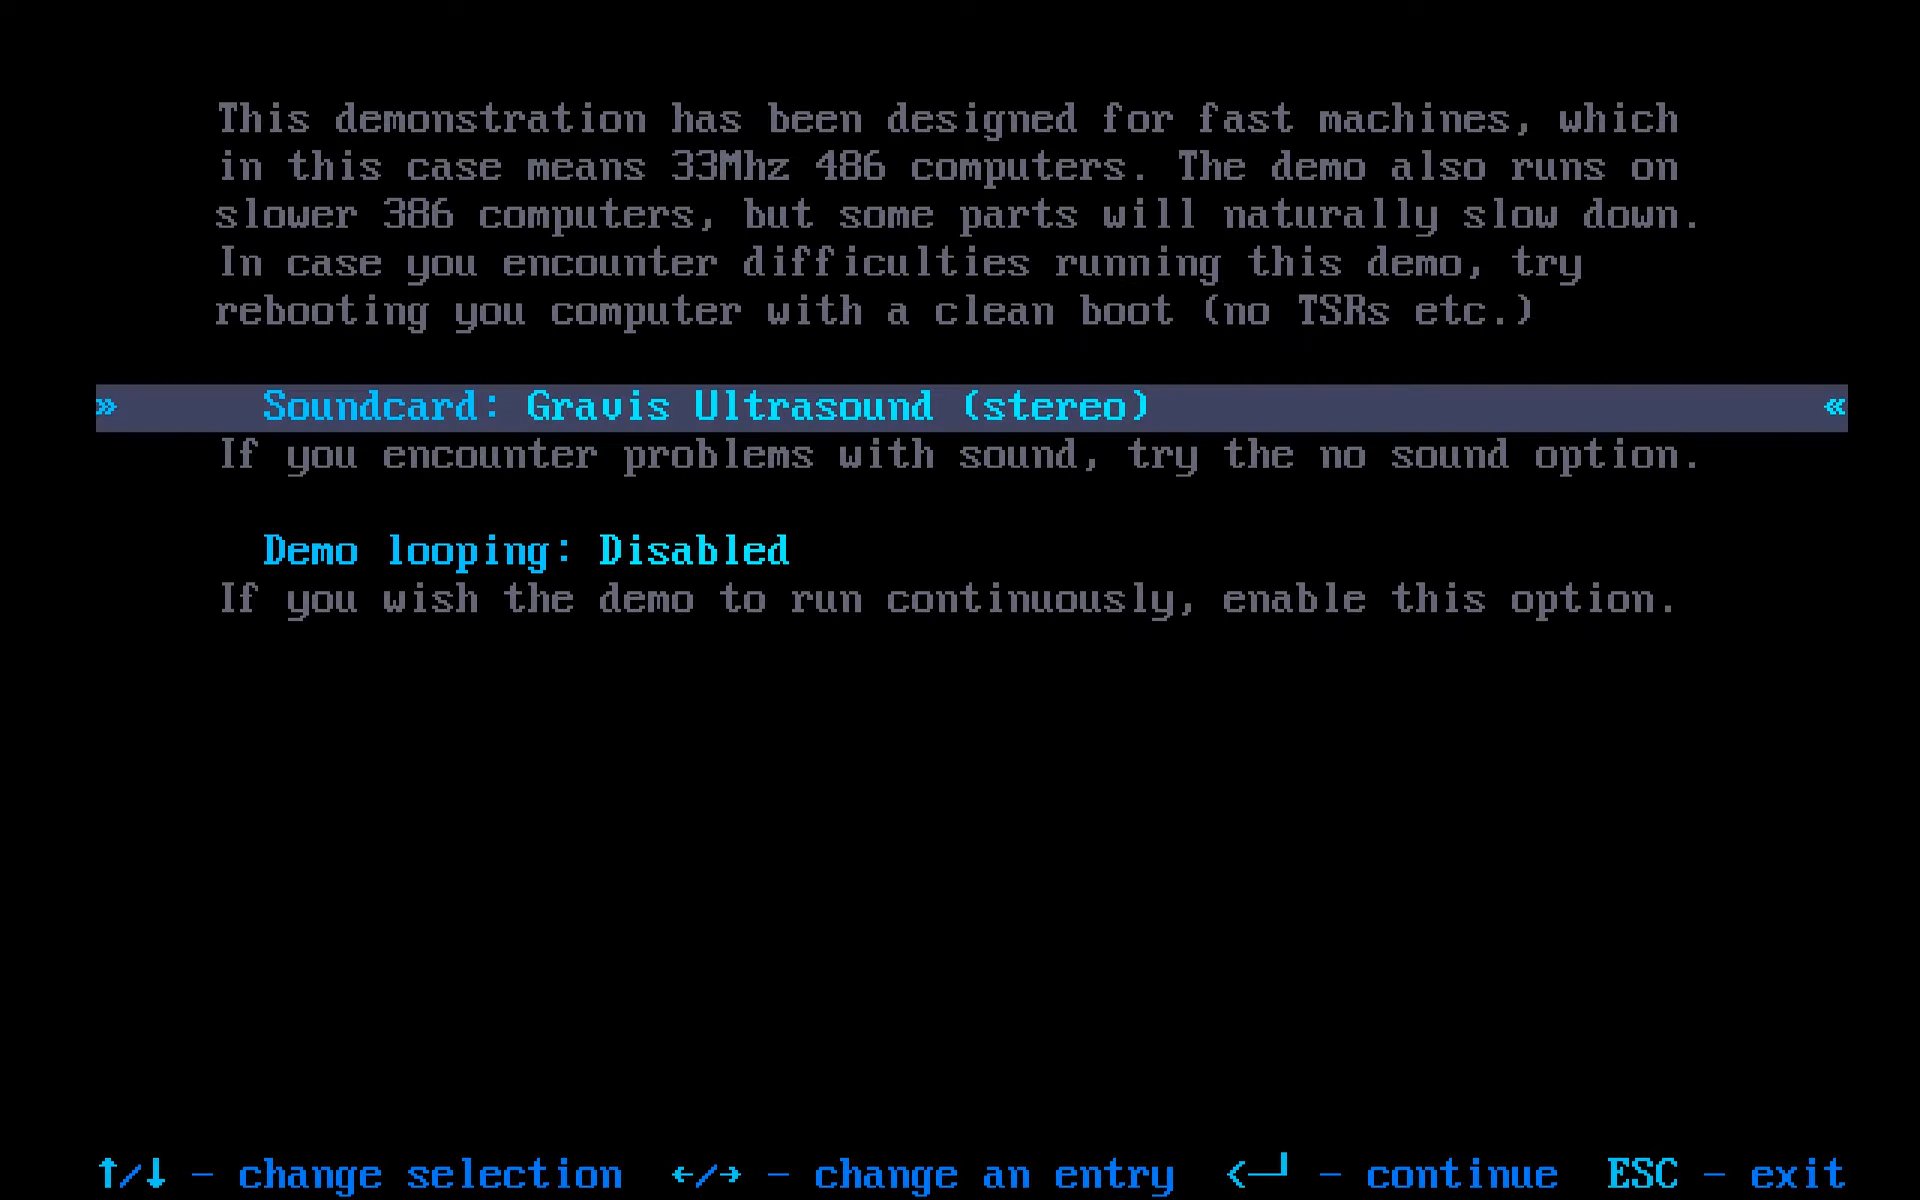 This demonstration has been designed for fast machines, which
in this case means 33Mhz 486 computers. The demo also runs on
slower 386 computers, but some parts will naturally slow down.
In case you encounter difficulties running this demo, try
rebooting you computer with a clean boot (no TSRs etc.)
» Soundcard: Gravis Ultrasound (stereo) «
If you encounter problems with sound, try the no sound option.
Demo looping: Disabled
If you wish the demo to run continuously, enable this option.
↑/↓ - change selection ←/→ - change an entry <─┘ - continue ESC - exit